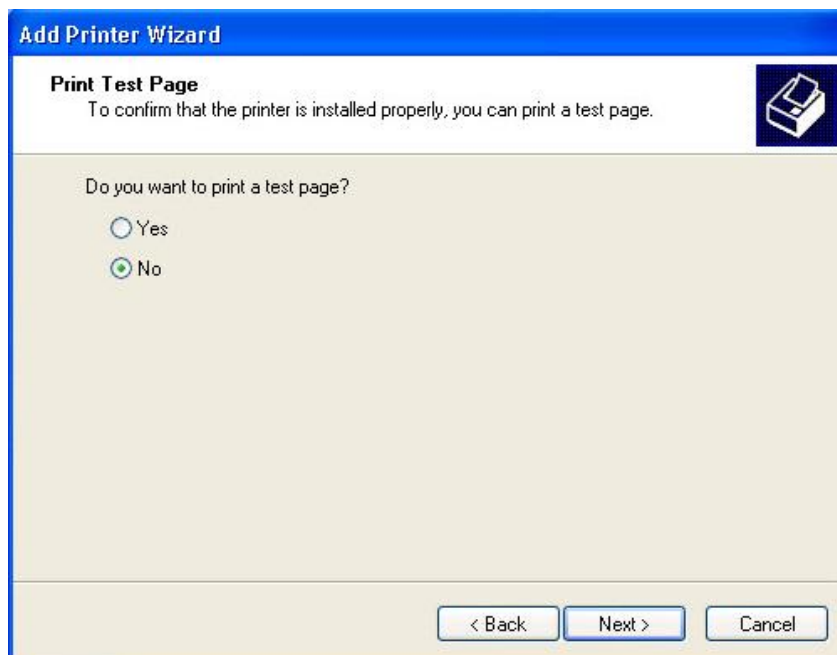 Add Printer Wizard
Print Test Page
To confirm that the printer is installed properly, you can print a test page.
Do you want to print a test page?
Yes
No
< Back Next > Cancel